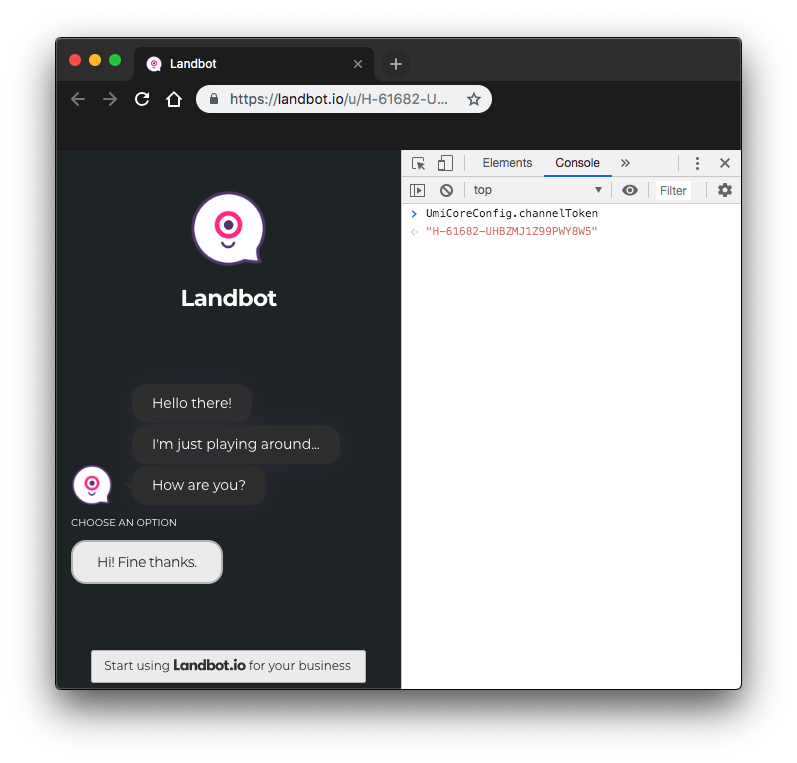 Landbot
https://landbot.io/u/H-61682-U...
Elements Console
top Filter
UmiCoreConfig.channelToken
"H-61682-UHBZMJ1Z99PWY8W5"
Landbot
Hello there!
I'm just playing around...
How are you?
CHOOSE AN OPTION
Hi! Fine thanks.
Start using Landbot.io for your business